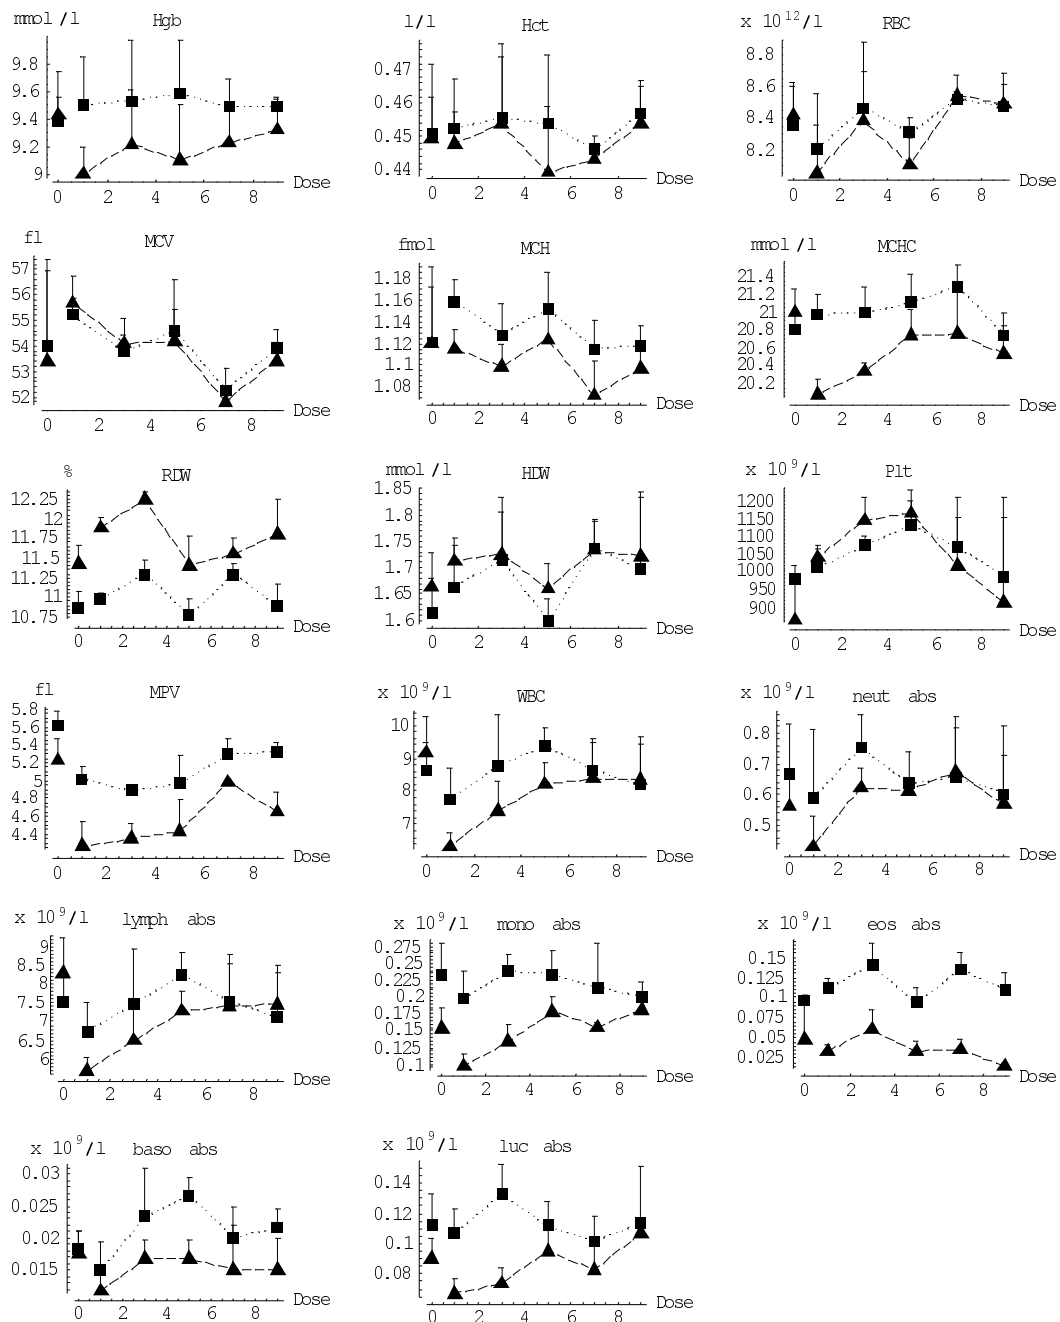 mmol/l Hgb
9.8
9.6
9.4
9.2
9
0 2 4 6 8 Dose
l/l Hct
0.47
0.46
0.45
0.44
0 2 4 6 8 Dose
x 10^12/l RBC
8.8
8.6
8.4
8.2
0 2 4 6 8 Dose
fl MCV
57
56
55
54
53
52
0 2 4 6 8 Dose
fmol MCH
1.18
1.16
1.14
1.12
1.1
1.08
0 2 4 6 8 Dose
mmol/l MCHC
21.4
21.2
21
20.8
20.6
20.4
20.2
0 2 4 6 8 Dose
% RDW
12.25
12
11.75
11.5
11.25
11
10.75
0 2 4 6 8 Dose
mmol/l HDW
1.85
1.8
1.75
1.7
1.65
1.6
0 2 4 6 8 Dose
x 10^9/l Plt
1200
1150
1100
1050
1000
950
900
0 2 4 6 8 Dose
fl MPV
5.8
5.6
5.4
5.2
5
4.8
4.6
4.4
0 2 4 6 8 Dose
x 10^9/l WBC
10
9
8
7
0 2 4 6 8 Dose
x 10^9/l neut abs
0.8
0.7
0.6
0.5
0 2 4 6 8 Dose
x 10^9/l lymph abs
9
8.5
8
7.5
7
6.5
6
0 2 4 6 8 Dose
x 10^9/l mono abs
0.275
0.25
0.225
0.2
0.175
0.15
0.125
0.1
0 2 4 6 8 Dose
x 10^9/l eos abs
0.15
0.125
0.1
0.075
0.05
0.025
0 2 4 6 8 Dose
x 10^9/l baso abs
0.03
0.025
0.02
0.015
0 2 4 6 8 Dose
x 10^9/l luc abs
0.14
0.12
0.1
0.08
0 2 4 6 8 Dose